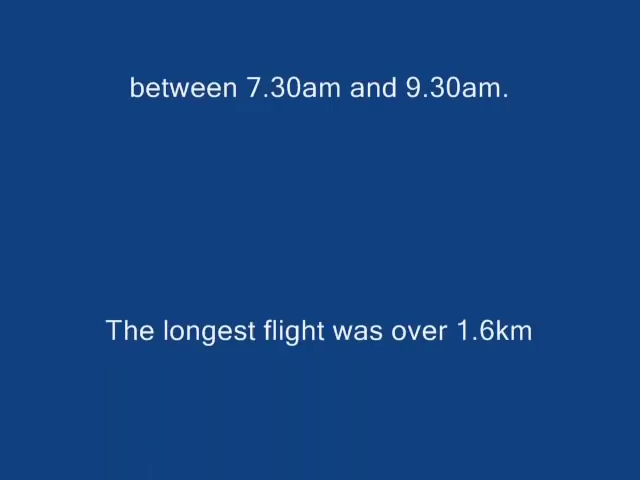 between 7.30am and 9.30am.
The longest flight was over 1.6km